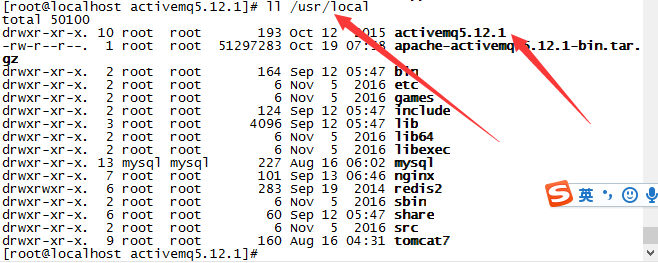 [root@localhost activemq5.12.1]# ll /usr/local
total 50100
drwxr-xr-x. 10 root root 193 Oct 12 2015 activemq5.12.1
-rw-r--r--. 1 root root 51297283 Oct 19 07:18 apache-activemq-5.12.1-bin.tar.
gz
drwxr-xr-x. 2 root root 164 Sep 12 05:47 bin
drwxr-xr-x. 2 root root 6 Nov 5 2016 etc
drwxr-xr-x. 2 root root 6 Nov 5 2016 games
drwxr-xr-x. 2 root root 124 Sep 12 05:47 include
drwxr-xr-x. 3 root root 4096 Sep 12 05:47 lib
drwxr-xr-x. 2 root root 6 Nov 5 2016 lib64
drwxr-xr-x. 2 root root 6 Nov 5 2016 libexec
drwxr-xr-x. 13 mysql mysql 227 Aug 16 06:02 mysql
drwxr-xr-x. 7 root root 101 Sep 13 06:46 nginx
drwxrwxr-x. 6 root root 283 Sep 19 2014 redis2
drwxr-xr-x. 2 root root 6 Nov 5 2016 sbin
drwxr-xr-x. 6 root root 60 Sep 12 05:47 share
drwxr-xr-x. 2 root root 6 Nov 5 2016 src
drwxr-xr-x. 9 root root 160 Aug 16 04:31 tomcat7
[root@localhost activemq5.12.1]#
S 英